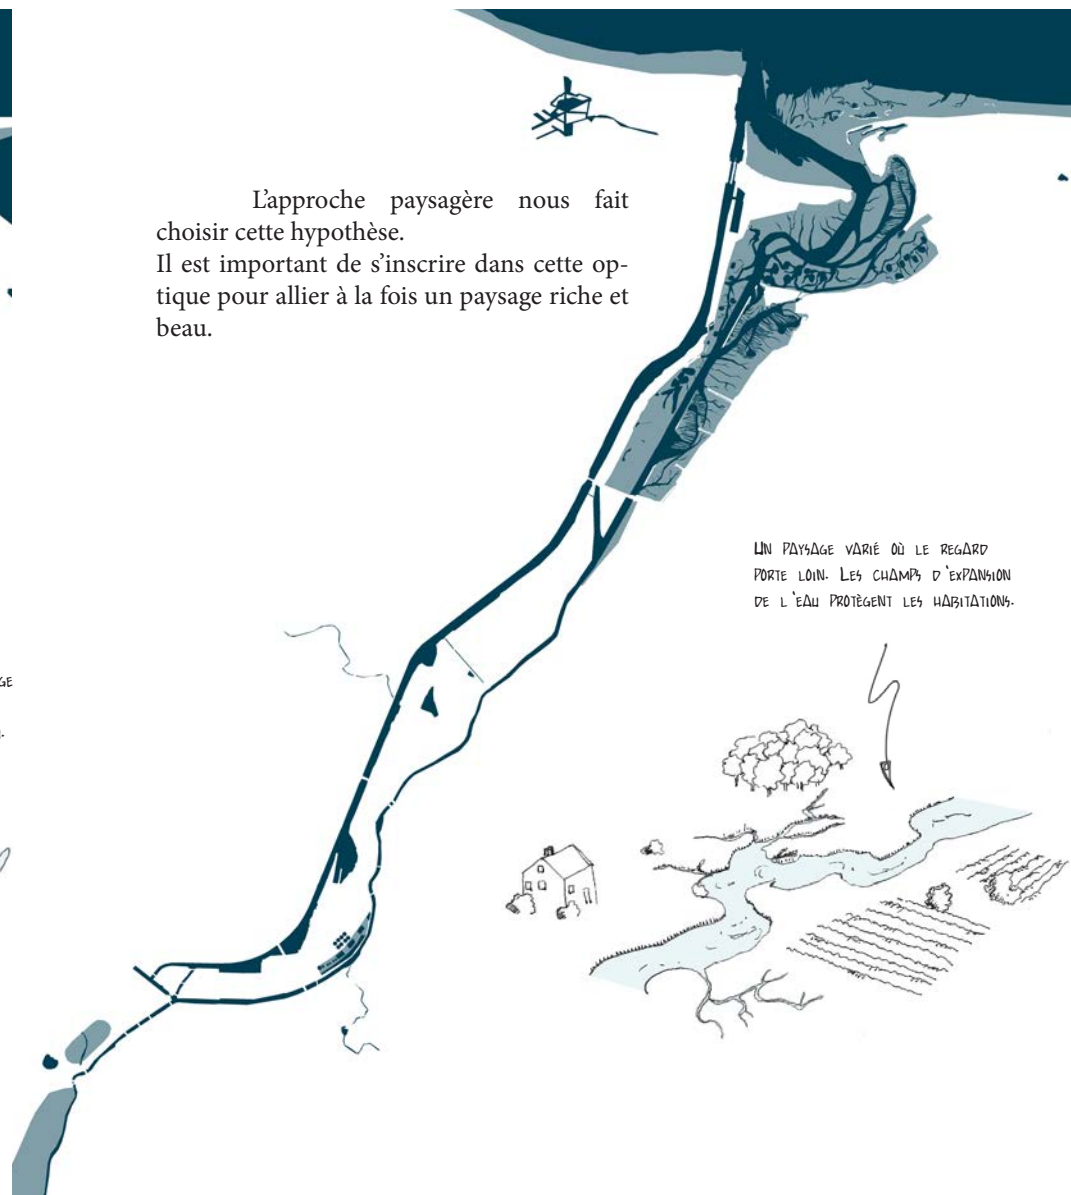 L'approche paysagère nous fait
choisir cette hypothèse.
Il est important de s'inscrire dans cette op-
tique pour allier à la fois un paysage riche et
beau.
Un paysage varié où le regard
porte loin. Les champs d'expansion
de l'eau protègent les habitations.